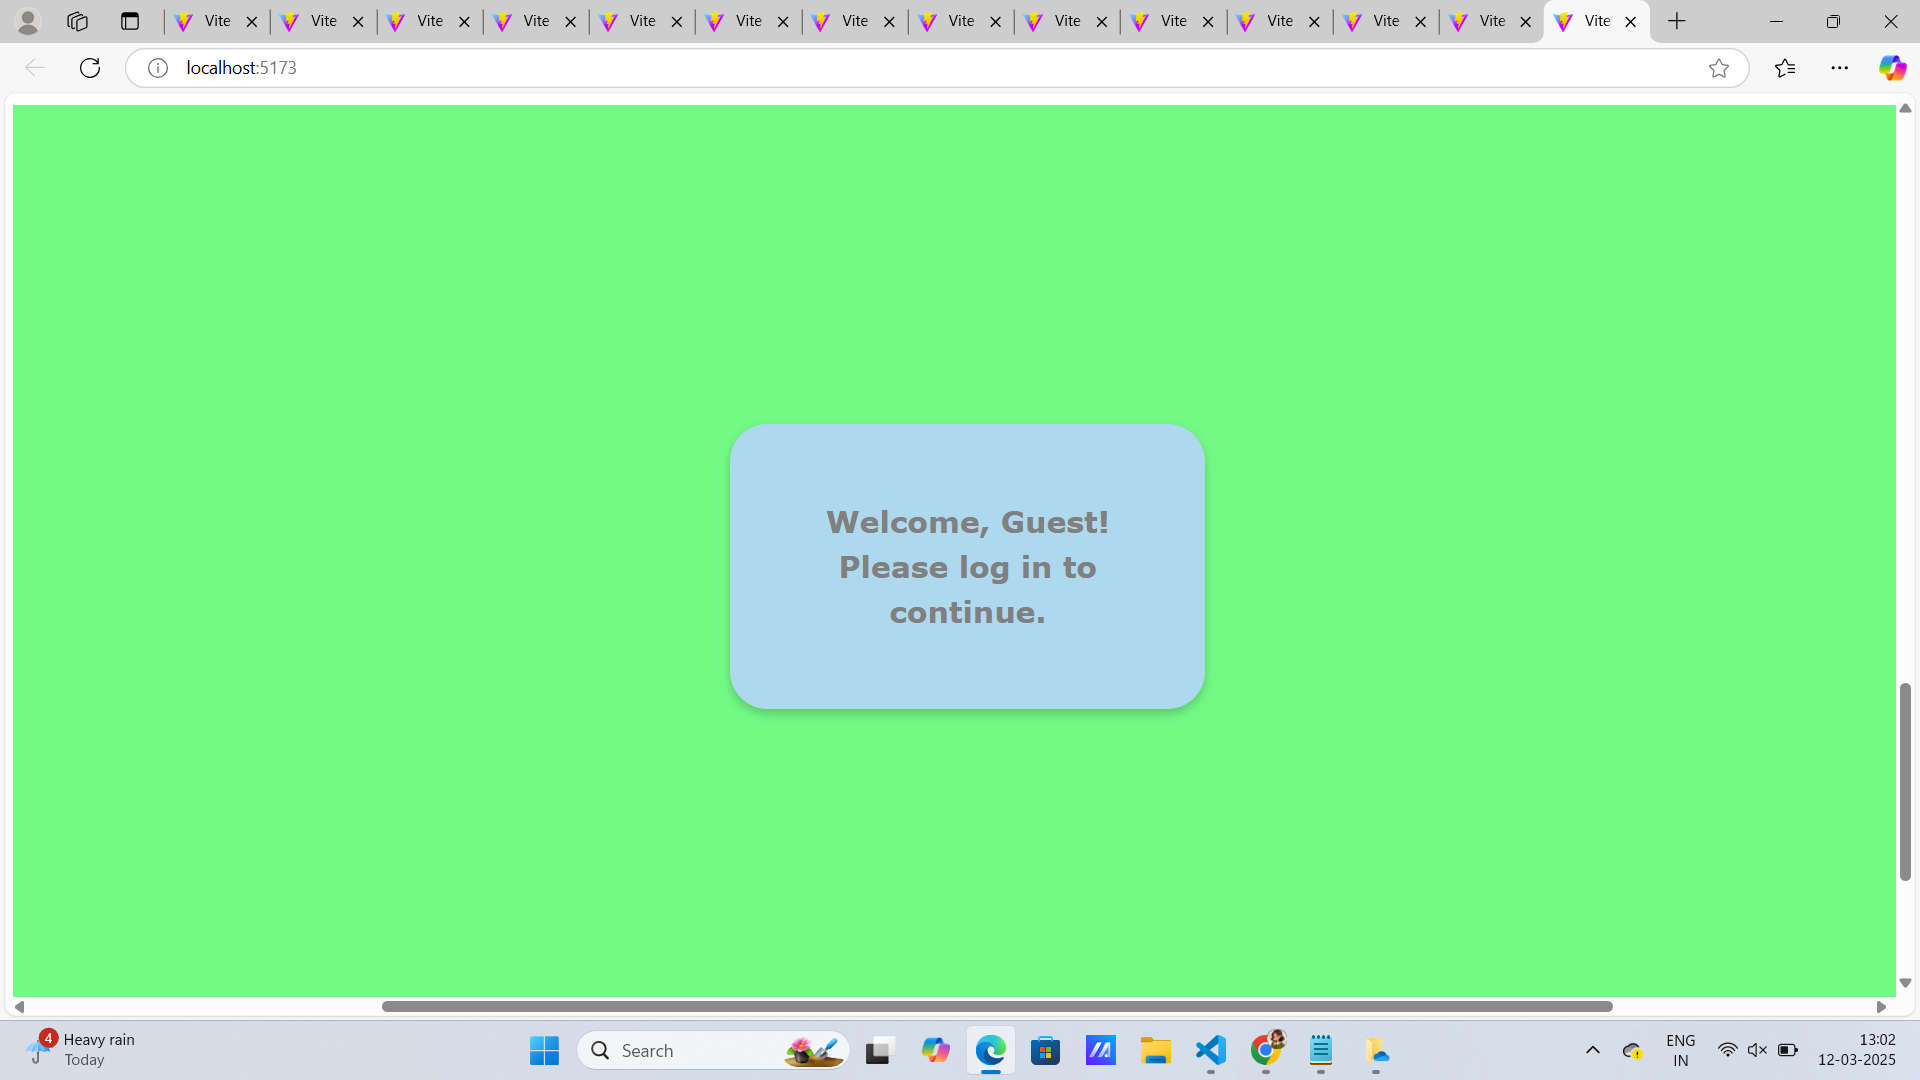 Vite Vite Vite Vite Vite Vite Vite Vite Vite Vite Vite Vite Vite Vite
localhost:5173
Welcome, Guest!
Please log in to
continue.
4 Heavy rain
Today
Search
ENG
IN
13:02
12-03-2025